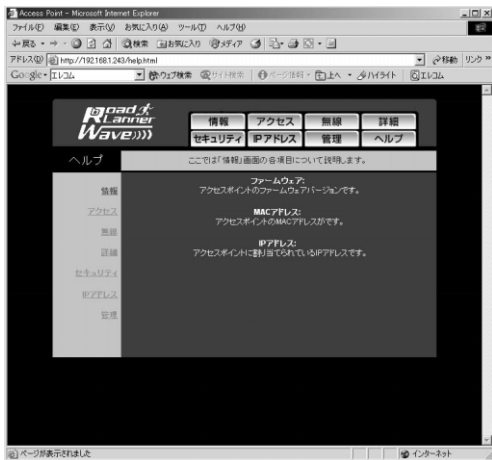 Access Point - Microsoft Internet Explorer
ファイル(F) 編集(E) 表示(V) お気に入り(A) ツール(T) ヘルプ(H)
戻る 検索 お気に入り メディア
アドレス(D) http://192.168.1.243/help.html 移動 リンク
Google エレコム ウェブ検索 サイト検索 ページ情報 上へ ハイライト エレコム
Road &
Lanner
Wave
情報 アクセス 無線 詳細
セキュリティ IPアドレス 管理 ヘルプ
ヘルプ
ここでは「情報」画面の各項目について説明します。
情報
アクセス
無線
詳細
セキュリティ
IPアドレス
管理
ファームウェア:
アクセスポイントのファームウェアバージョンです。
MACアドレス:
アクセスポイントのMACアドレスがです。
IPアドレス:
アクセスポイントに割り当てられているIPアドレスです。
ページが表示されました インターネット